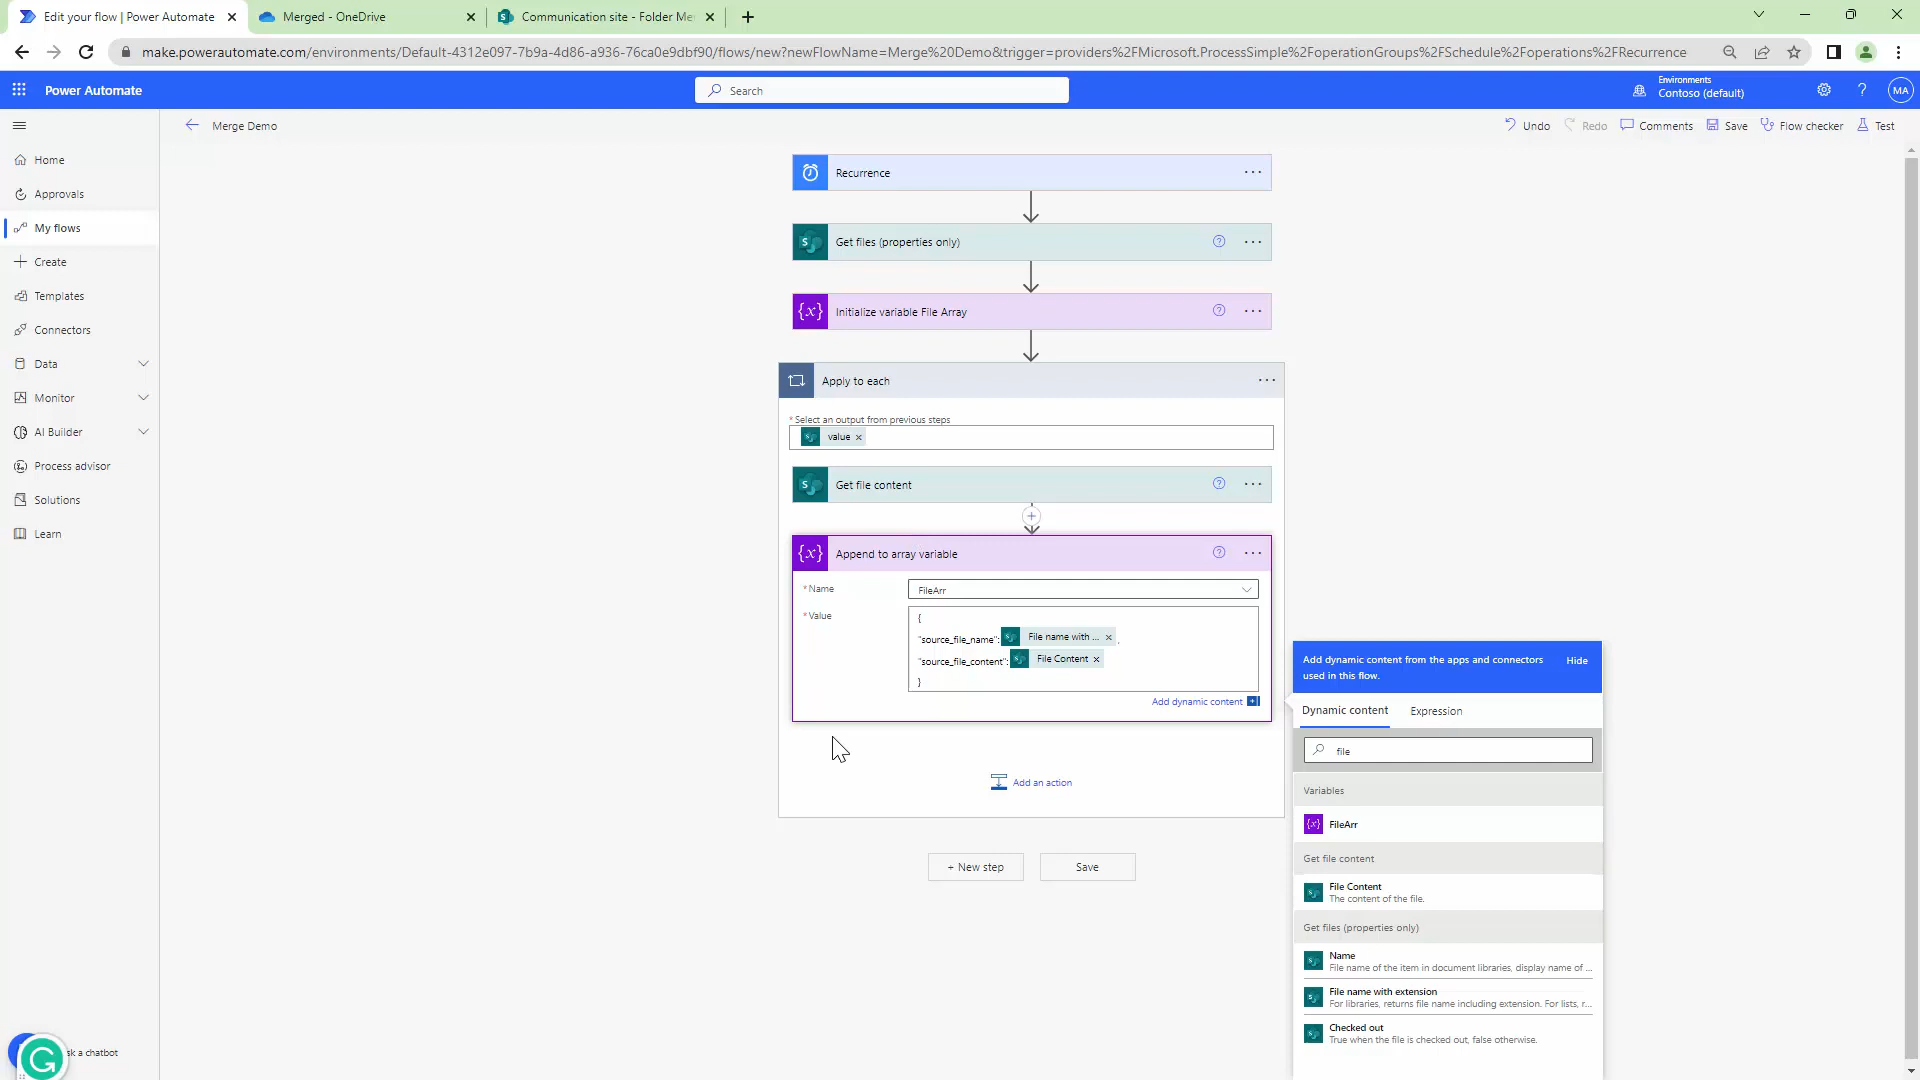 Edit your flow | Power Automate
Merged - OneDrive
Communication site - Folder Me
make.powerautomate.com/environments/Default-4312e097-7b9a-4d86-a936-76ca0e9dbf90/flows/new?newFlowName=Merge%20Demo&trigger=providers%2FMicrosoft.ProcessSimple%2FoperationGroups%2FSchedule%2Foperations%2FRecurrence
Power Automate
Search
Environments
Contoso (default)
MA
Merge Demo
Undo
Redo
Comments
Save
Flow checker
Test
Home
Approvals
My flows
Create
Templates
Connectors
Data
Monitor
AI Builder
Process advisor
Solutions
Learn
sk a chatbot
Recurrence
Get files (properties only)
{x} Initialize variable File Array
Apply to each
* Select an output from previous steps
value
Get file content
{x} Append to array variable
* Name
FileArr
* Value
{
"source_file_name": File name with ... ,
"source_file_content": File Content
}
Add dynamic content
Add an action
+ New step
Save
Add dynamic content from the apps and connectors used in this flow.
Hide
Dynamic content
Expression
file
Variables
{x} FileArr
Get file content
File Content
The content of the file.
Get files (properties only)
Name
File name of the item in document libraries, display name of ...
File name with extension
For libraries, returns file name including extension. For lists, r...
Checked out
True when the file is checked out, false otherwise.